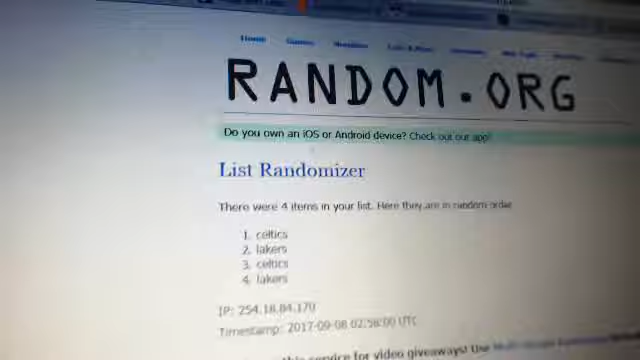 Home Games
RANDOM.ORG
Do you own an iOS or Android device? Check out our app!
List Randomizer
There were 4 items in your list. Here they are in random order:
1. celtics
2. lakers
3. celtics
4. lakers
IP: 254.18.84.170
Timestamp: 2017-09-08 02:58:00 UTC
this service for video giveaways? Use